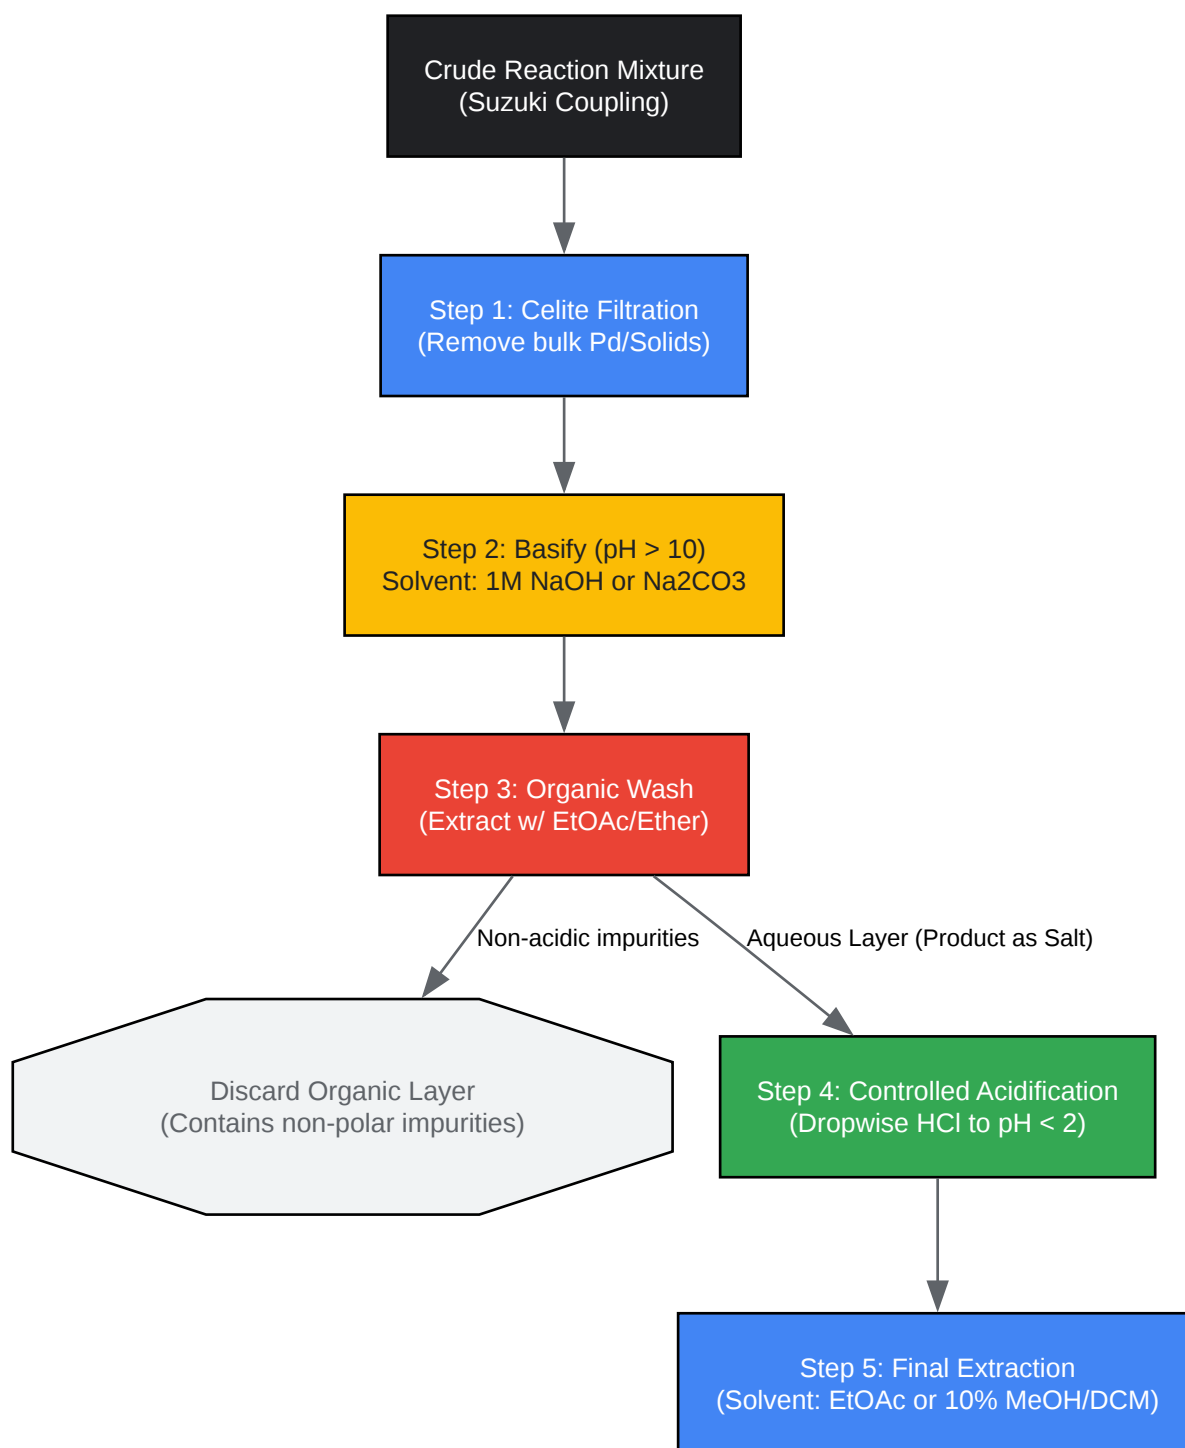 Crude Reaction Mixture
(Suzuki Coupling)
Step 1: Celite Filtration
(Remove bulk Pd/Solids)
Step 2: Basify (pH > 10)
Solvent: 1M NaOH or Na2CO3
Step 3: Organic Wash
(Extract w/ EtOAc/Ether)
Non-acidic impurities
Aqueous Layer (Product as Salt)
Discard Organic Layer
(Contains non-polar impurities)
Step 4: Controlled Acidification
(Dropwise HCl to pH < 2)
Step 5: Final Extraction
(Solvent: EtOAc or 10% MeOH/DCM)